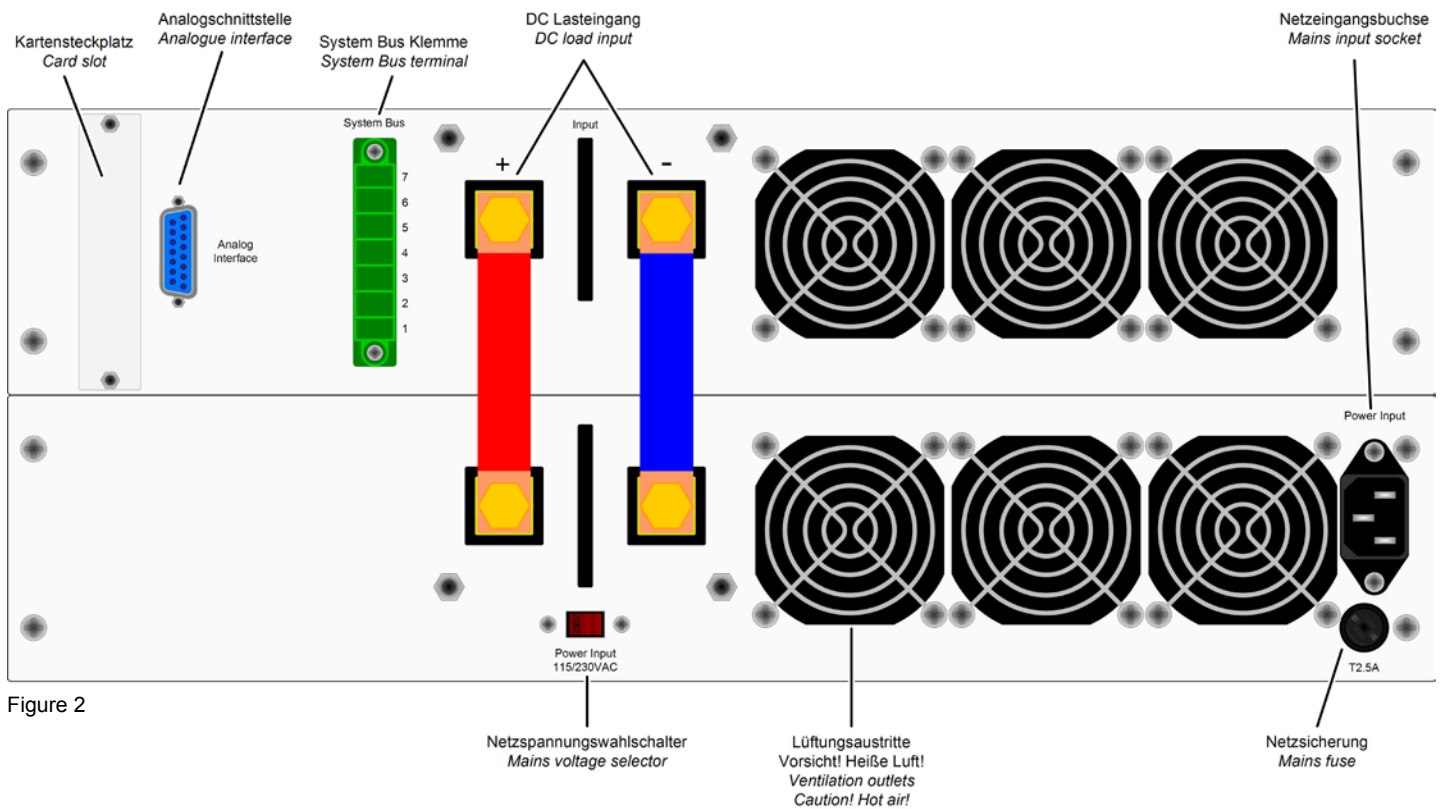 Kartensteckplatz
Card slot
Analogschnittstelle
Analogue interface
System Bus Klemme
System Bus terminal
DC Lasteingang
DC load input
Netzeingangsbuchse
Mains input socket
System Bus
Input
+
-
7
6
5
4
3
2
1
Analog
Interface
Power Input
Power Input
115/230VAC
T2.5A
Figure 2
Netzspannungswahlschalter
Mains voltage selector
Lüftungsaustritte
Vorsicht! Heiße Luft!
Ventilation outlets
Caution! Hot air!
Netzsicherung
Mains fuse